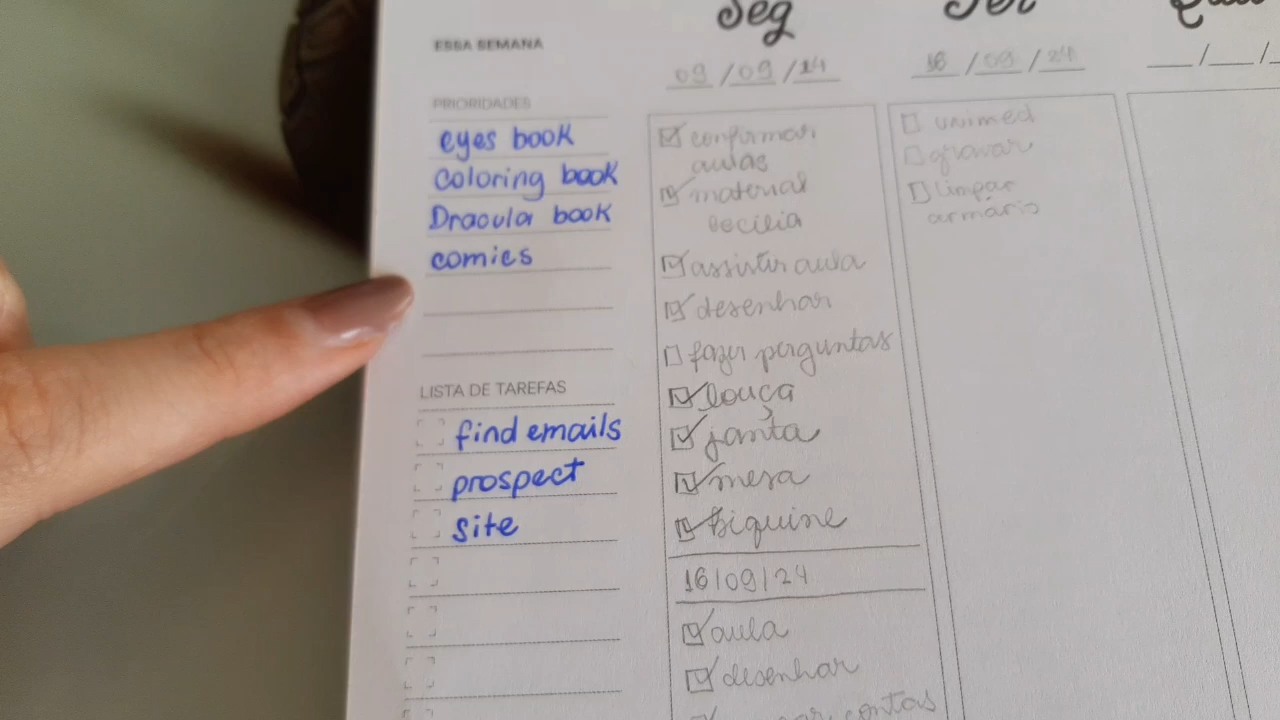 ESSA SEMANA
PRIORIDADES
eyes book
Coloring book
Dracula book
comics
LISTA DE TAREFAS
find emails
prospect
site
Seg
09/09/24
confirmar
aulas
material
Cecília
assistir aula
desenhar
fazer perguntas
louça
janta
mesa
biquine
16/09/24
aula
desenhar
contas
Ter
16/09/24
unimed
gravar
limpar
armário